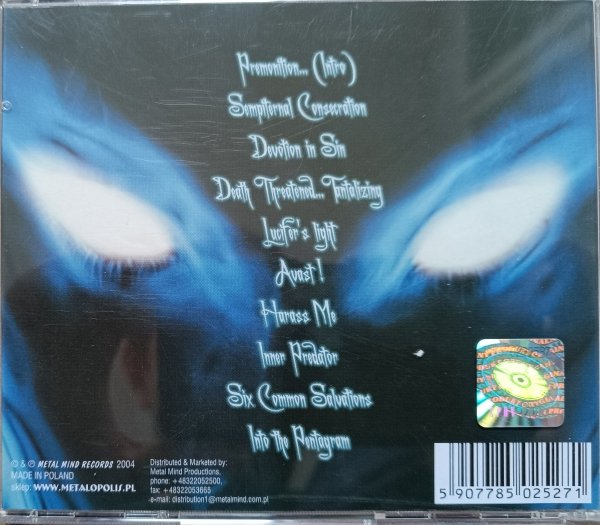 Premonition... (Intro)
Sempiternal Consecration
Devotion in Sin
Death Threatened... Tantalizing
Lucifer's light
Avast !
Harass Me
Inner Predator
Six Common Salvations
Into the Pentagram
© & ℗ METAL MIND RECORDS 2004
MADE IN POLAND
sklep: WWW.METALOPOLIS.PL
Distributed & Marketed by:
Metal Mind Productions,
phone: +48322052500,
fax: +48322053665
e-mail: distribution1@metalmind.com.pl
5 907785 025271